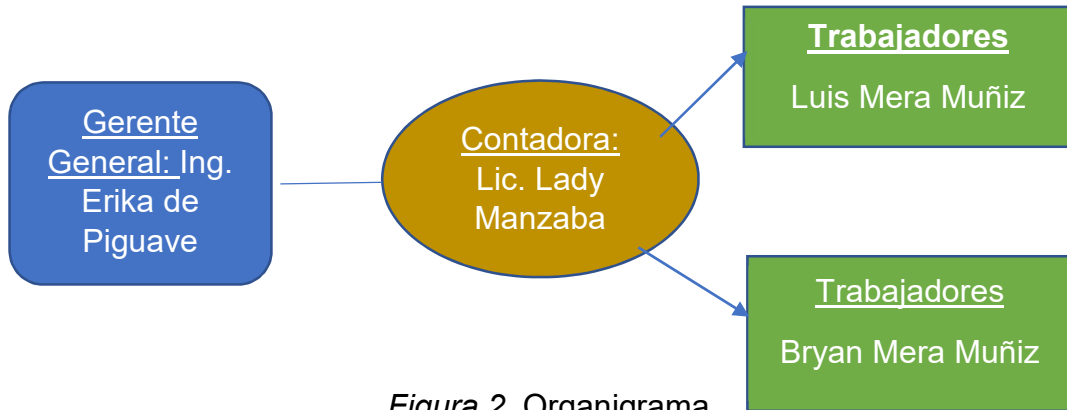 Gerente
General: Ing.
Erika de
Piguave
Contadora:
Lic. Lady
Manzaba
Trabajadores
Luis Mera Muñiz
Trabajadores
Bryan Mera Muñiz
Figura 2. Organigrama